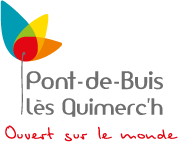 Pont-de-Buis
lès Quimerc'h
Ouvert sur le monde